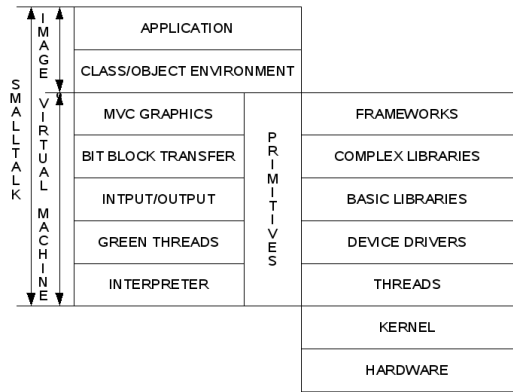 SMALLTALK
IMAGE
VIRTUAL MACHINE
APPLICATION
CLASS/OBJECT ENVIRONMENT
MVC GRAPHICS
BIT BLOCK TRANSFER
INTPUT/OUTPUT
GREEN THREADS
INTERPRETER
PRIMITIVES
FRAMEWORKS
COMPLEX LIBRARIES
BASIC LIBRARIES
DEVICE DRIVERS
THREADS
KERNEL
HARDWARE